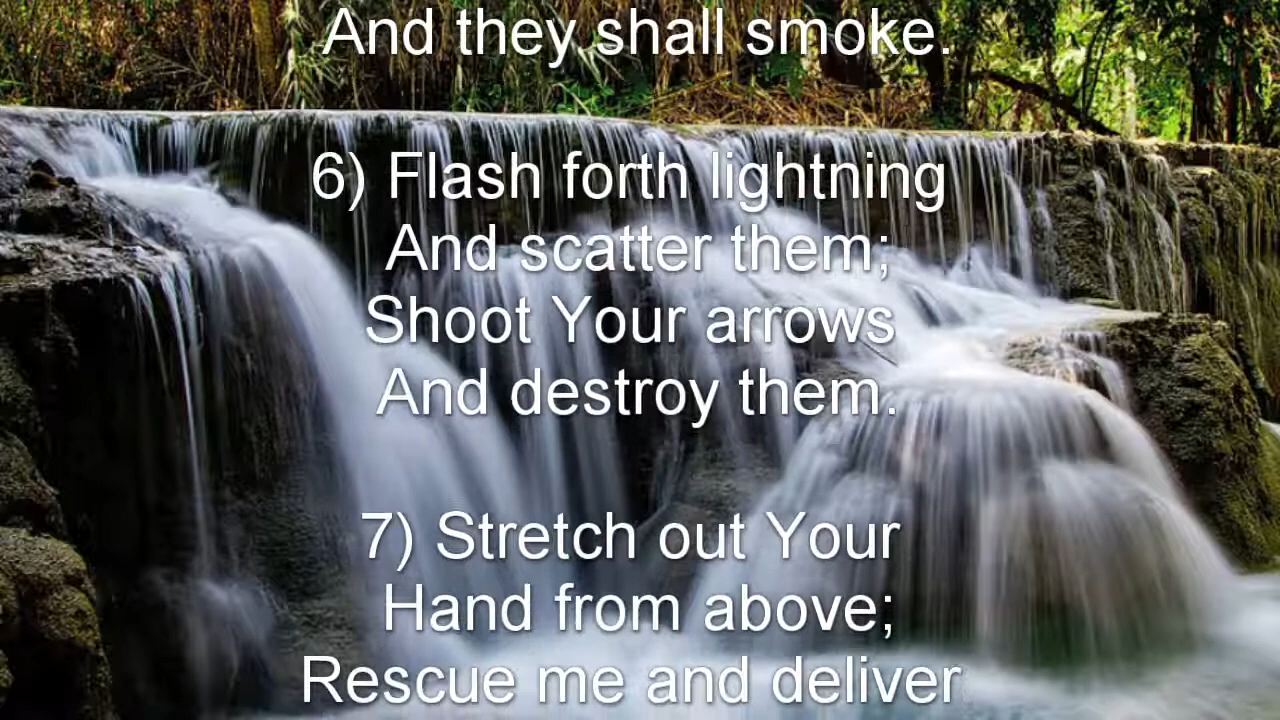 And they shall smoke.
6) Flash forth lightning
And scatter them;
Shoot Your arrows
And destroy them.
7) Stretch out Your
Hand from above;
Rescue me and deliver